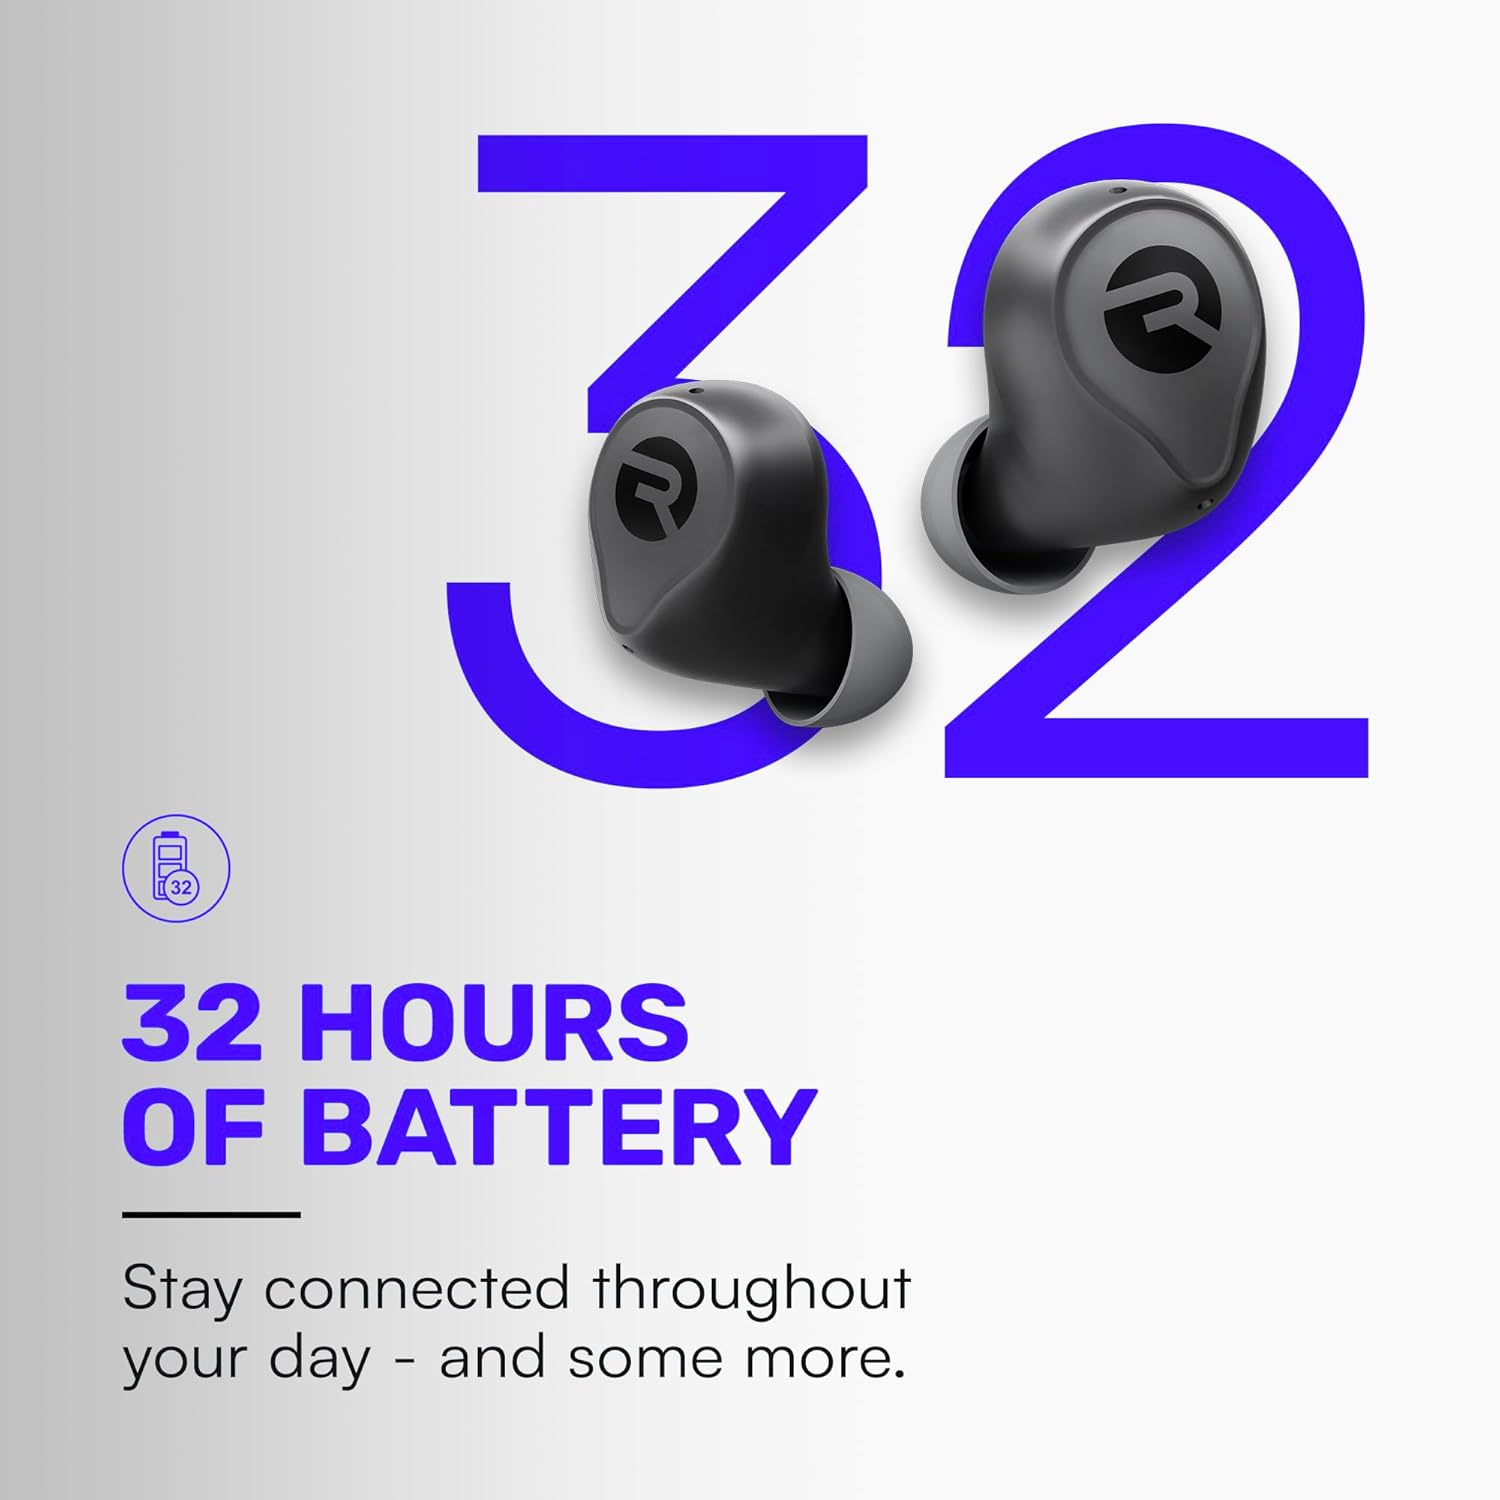 32
R
R
32
32 HOURS
OF BATTERY
Stay connected throughout
your day - and some more.